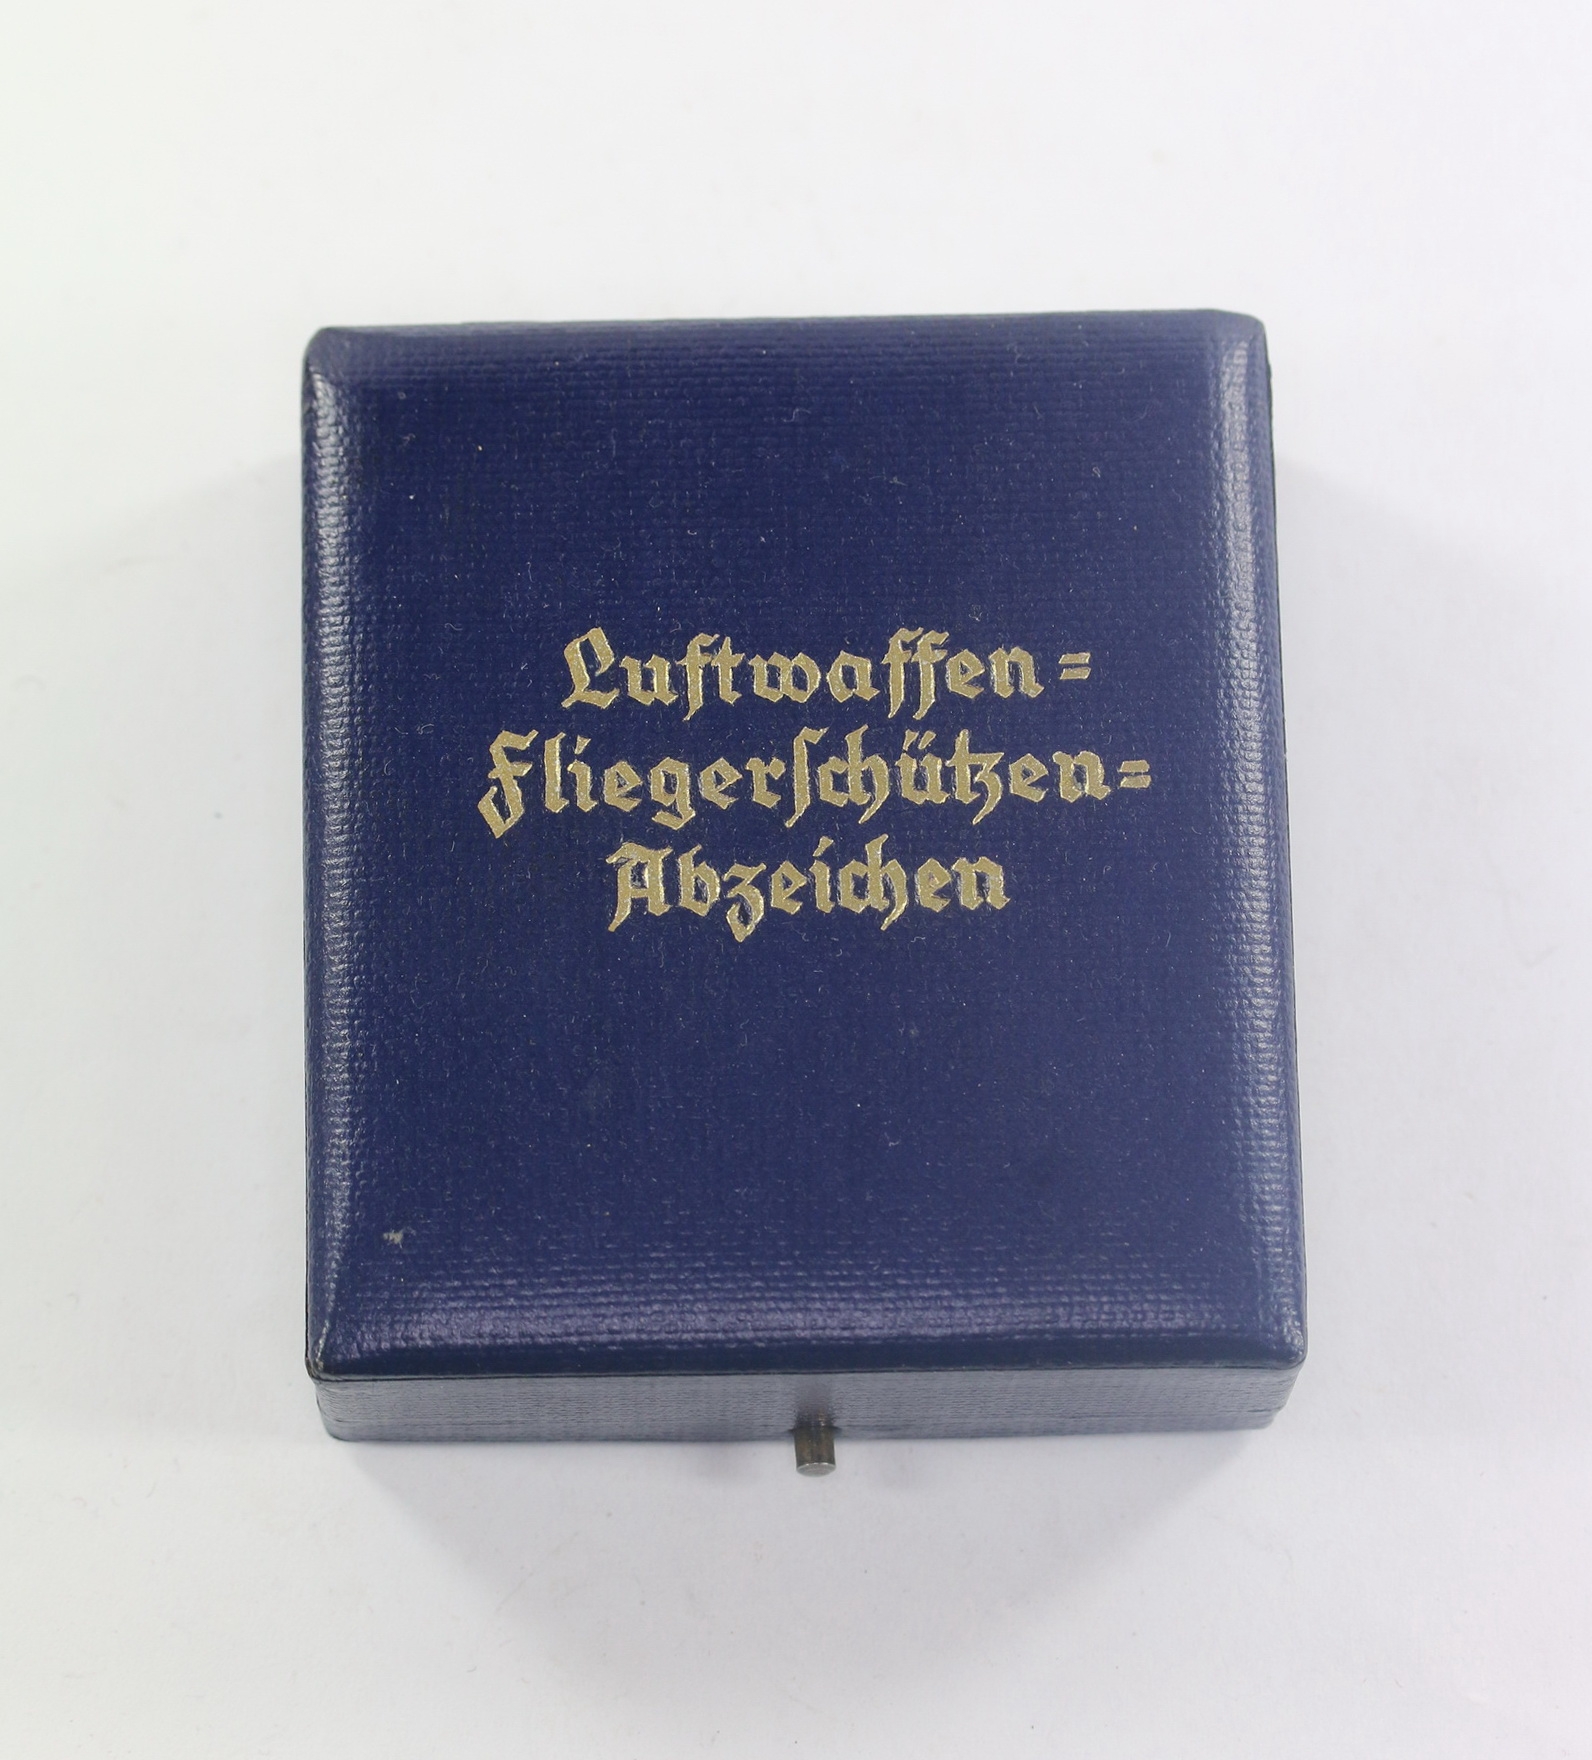 Luftwaffen=
Fliegerschützen=
Abzeichen